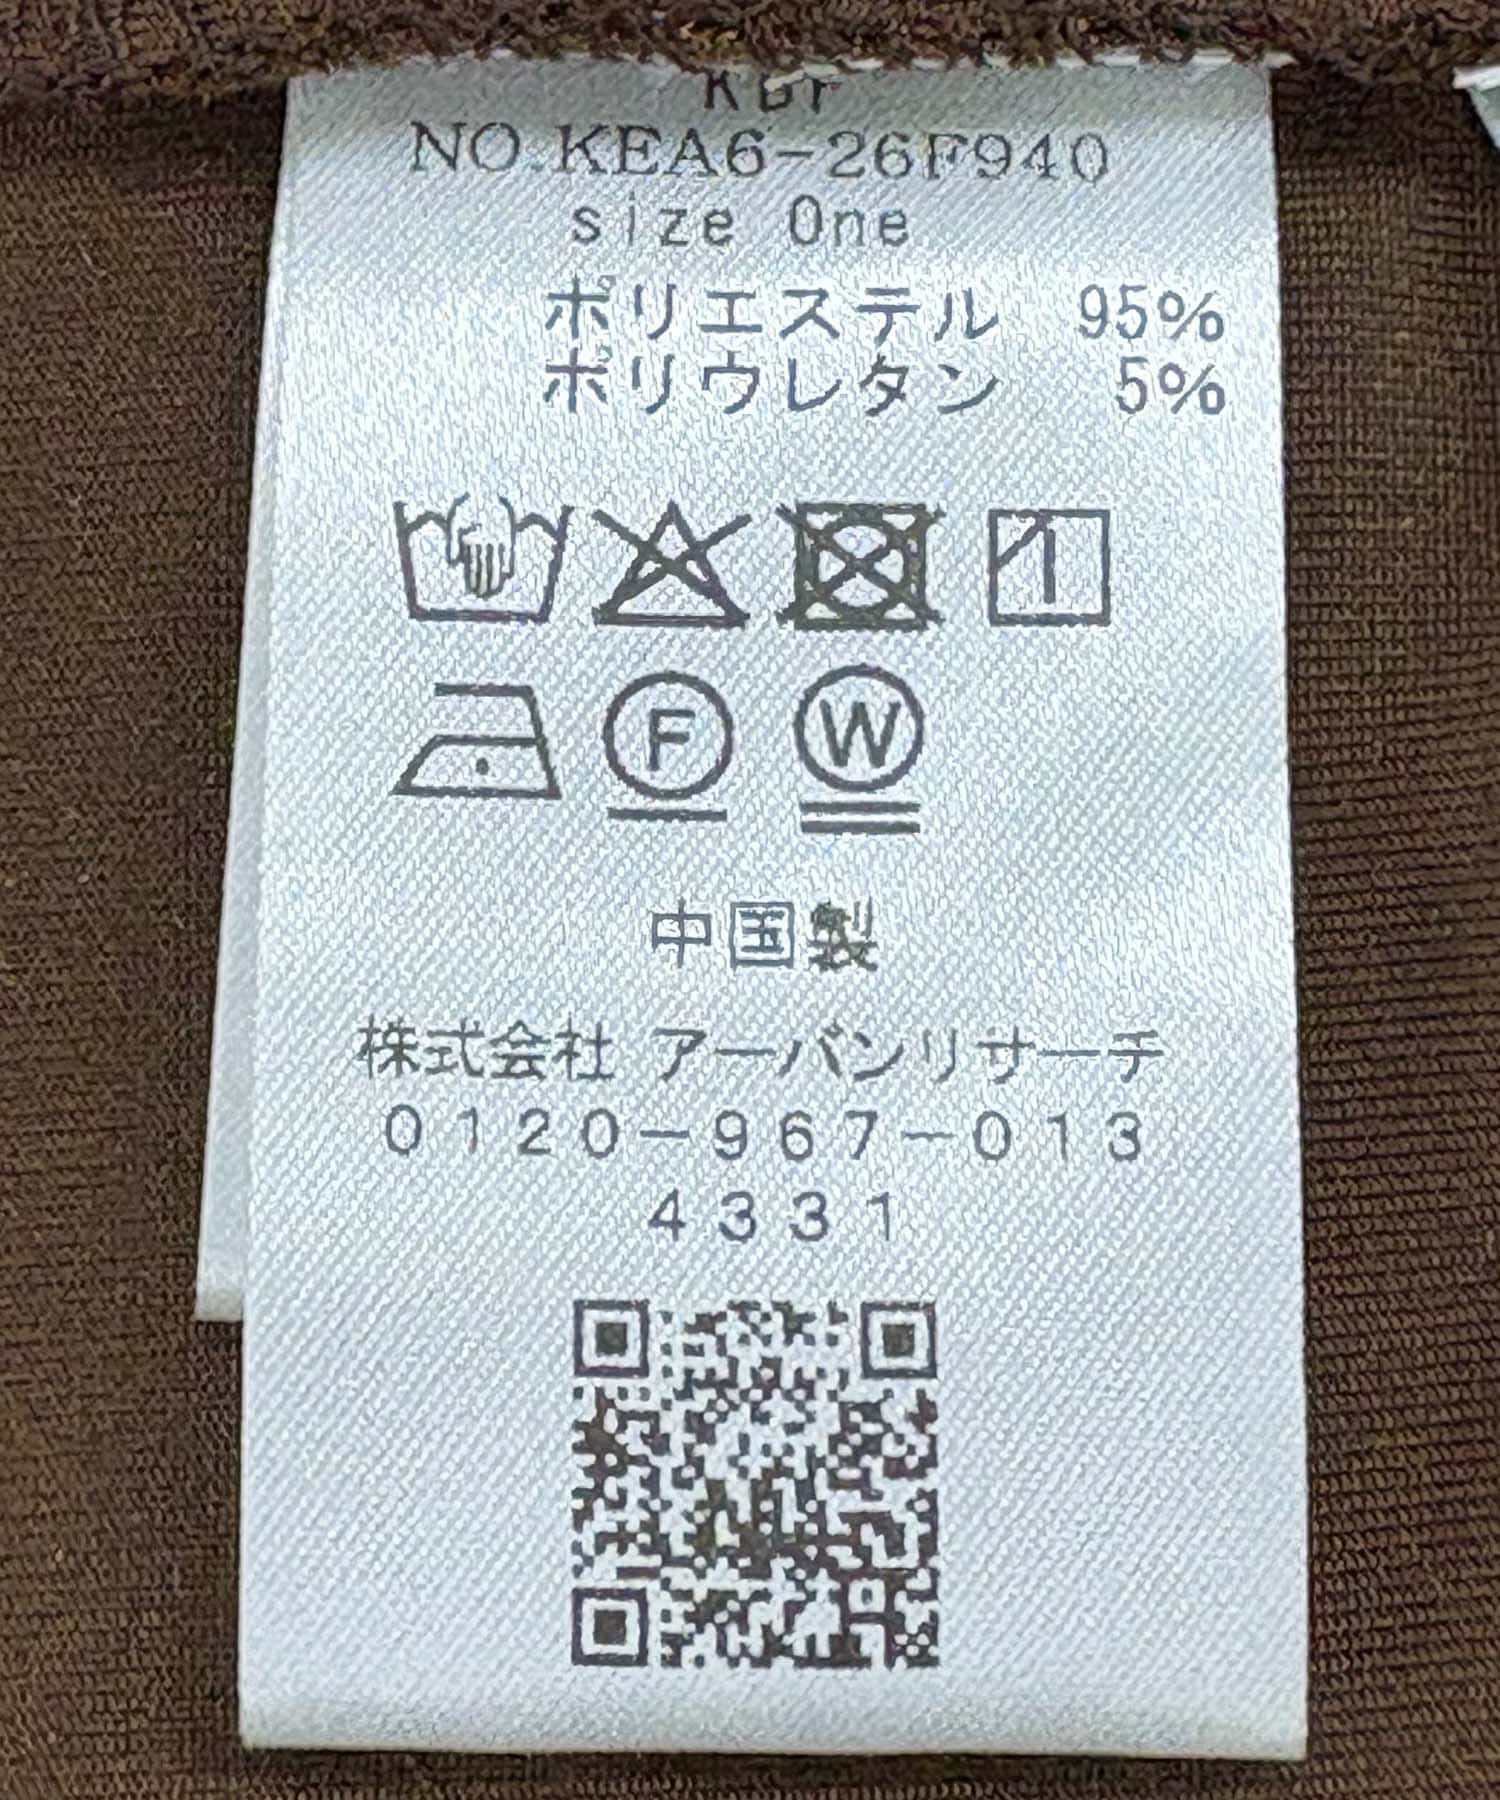 KBF
NO.KEA6-26F940
size One
ポリエステル 95%
ポリウレタン 5%
F W
中国製
株式会社 アーバンリサーチ
0120-967-013
4331